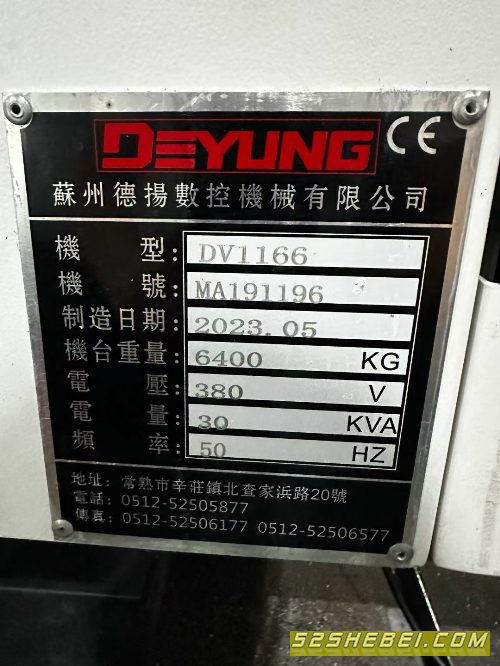 DEYUNG CE
蘇州德揚數控機械有限公司
機型: DV1166
機號: MA191196
制造日期: 2023.05
機台重量: 6400 KG
電壓: 380 V
電量: 30 KVA
頻率: 50 HZ
地址: 常熟市辛莊鎮北查家浜路20號
電話: 0512-52505877
傳真: 0512-52506177 0512-52506577
52SHEBEI.COM